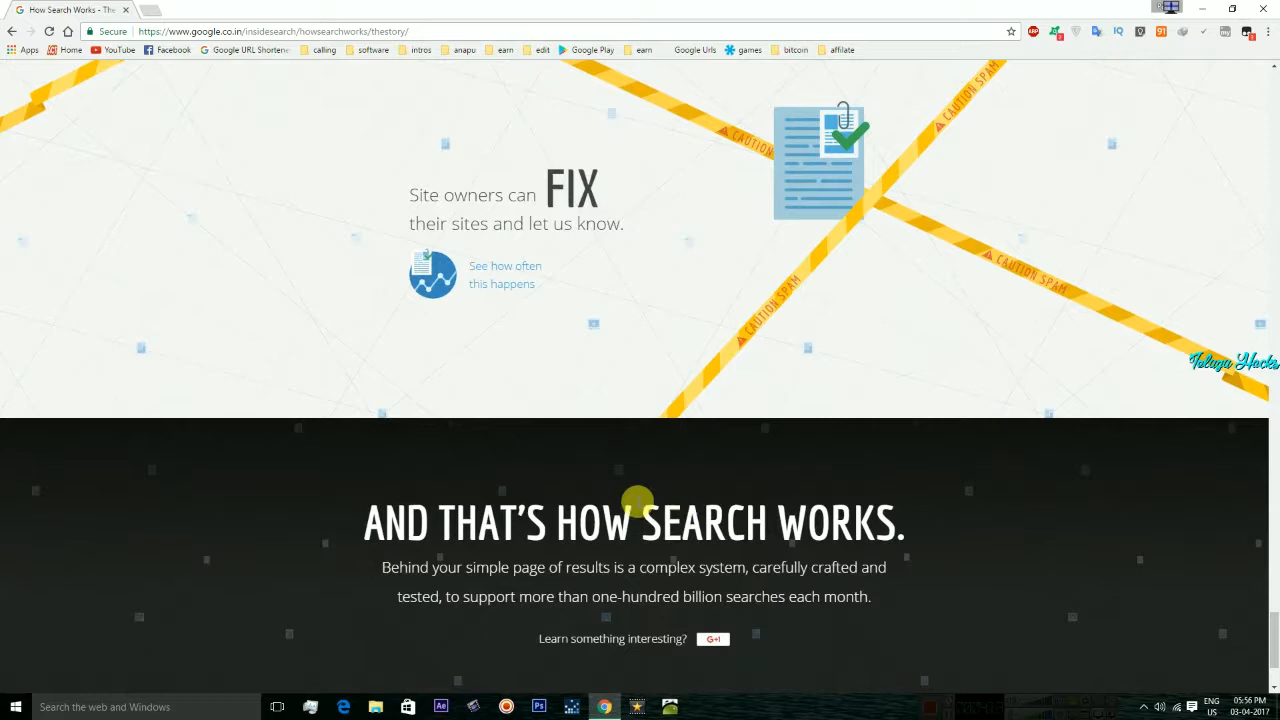 How Search Works - The
Secure
https://www.google.co.in/insidesearch/howsearchworks/thestory/
Apps
Home
YouTube
Facebook
Google URL Shortene
calling
software
intros
angpu
earn
edit
Google Play
earn
Google Urls
games
bitcoin
affilate
CAUTION SPAM
CAUTION
Site owners can FIX
their sites and let us know.
See how often
this happens
CAUTION SPAM
CAUTION SPAM
Telugu Hacks
AND THAT'S HOW SEARCH WORKS.
Behind your simple page of results is a complex system, carefully crafted and
tested, to support more than one-hundred billion searches each month.
Learn something interesting?
G+1
Search the web and Windows
Ae
Ps
ENG
US
05:56 PM
03-04-2017